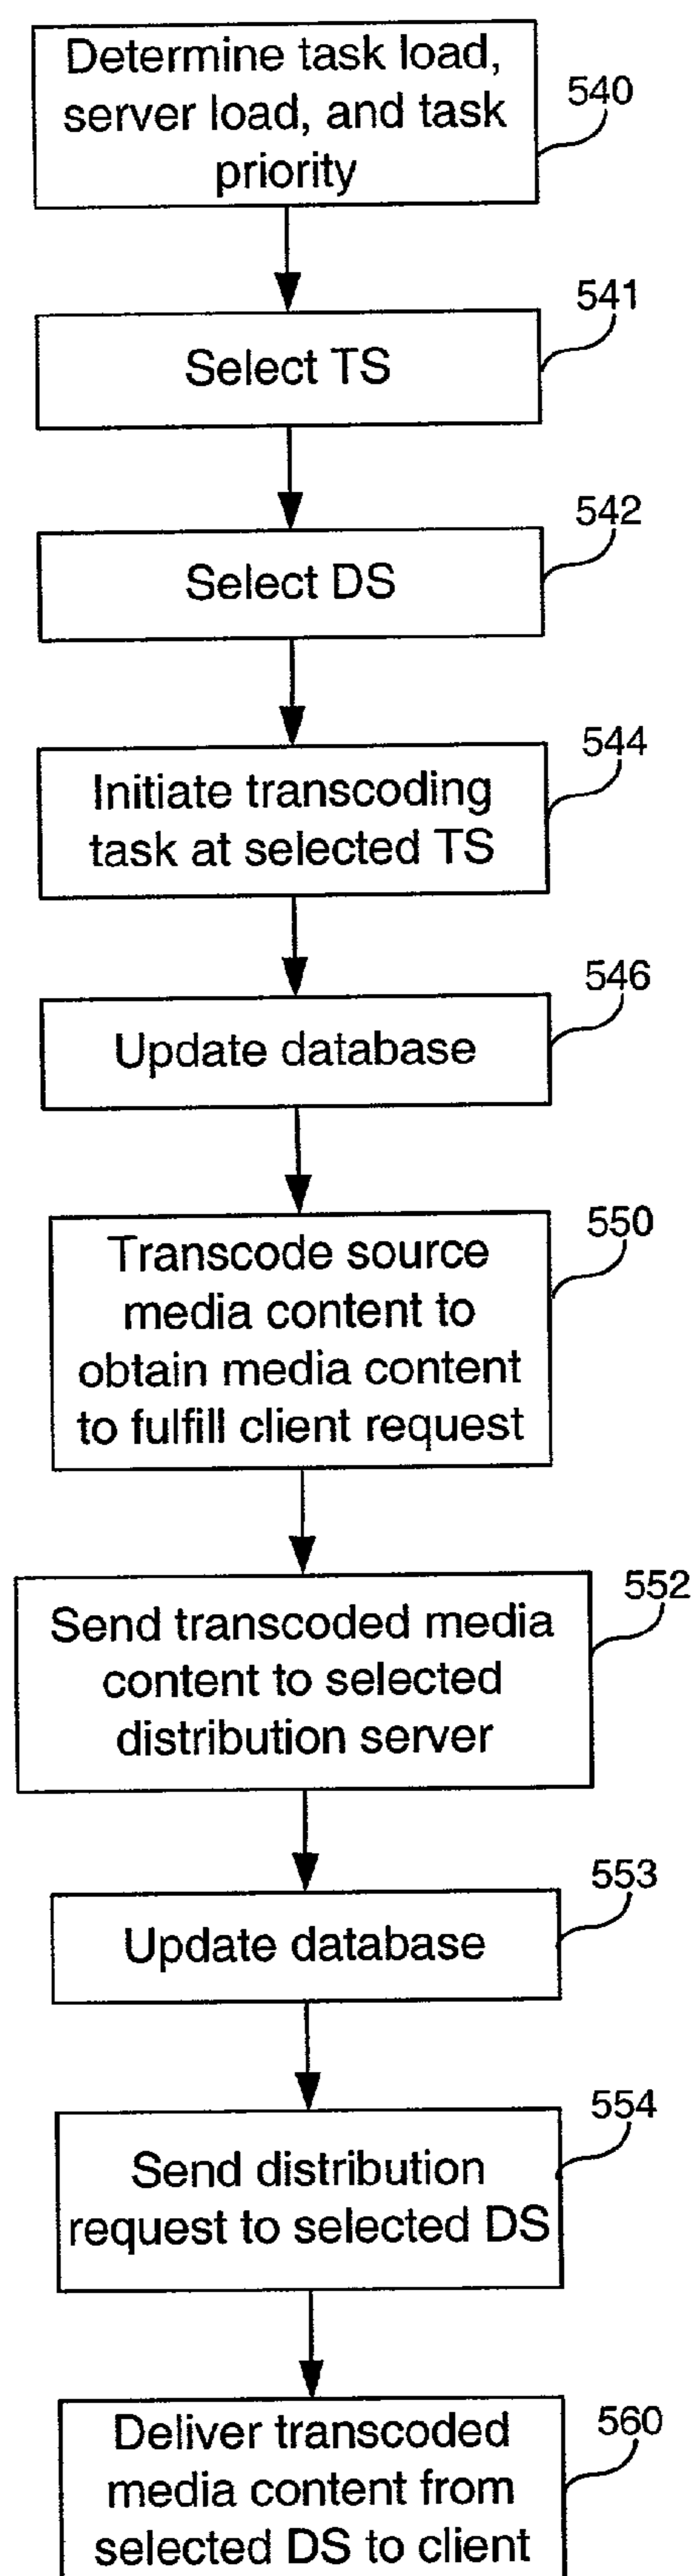 Determine task load,
server load, and task
priority
540
541
Select TS
542
Select DS
544
Initiate transcoding
task at selected TS
546
Update database
550
Transcode source
media content to
obtain media content
to fulfill client request
552
Send transcoded media
content to selected
distribution server
553
Update database
554
Send distribution
request to selected DS
560
Deliver transcoded
media content from
selected DS to client